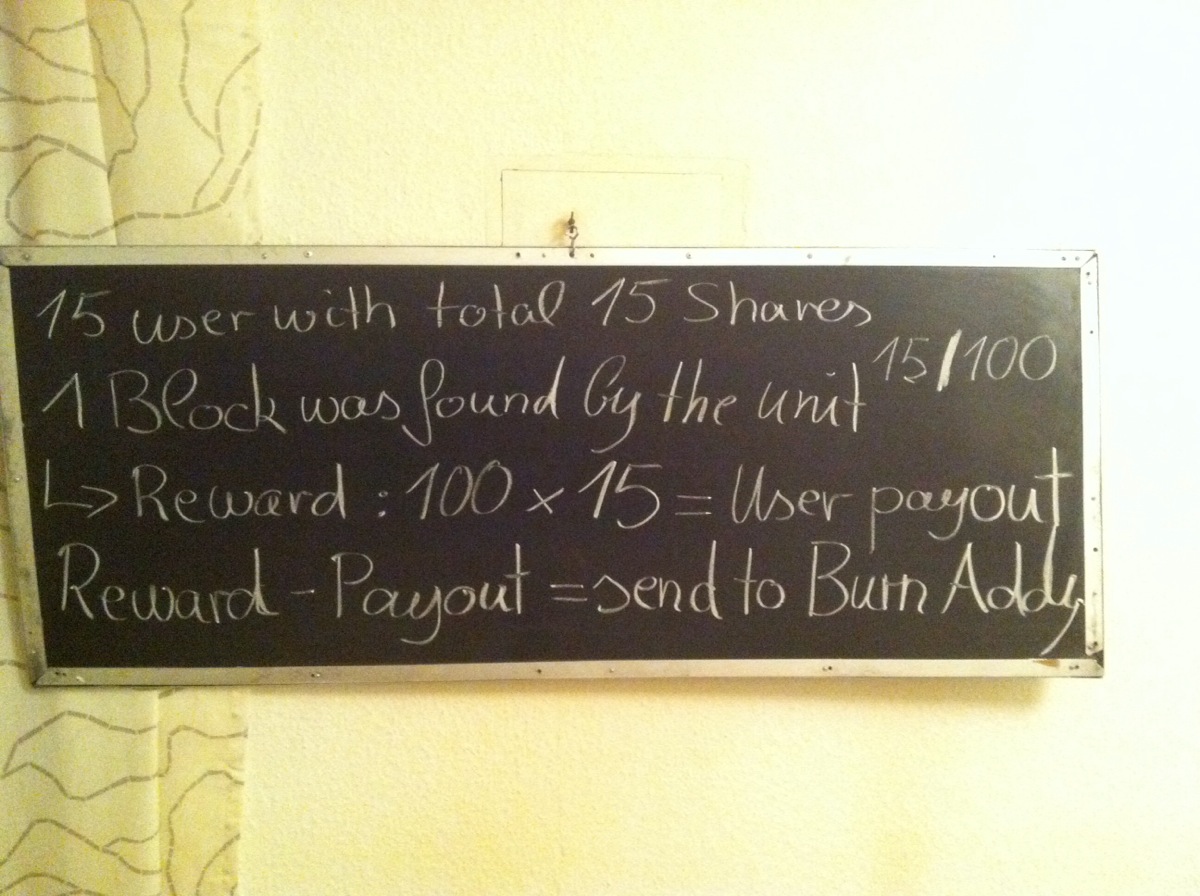 15 user with total 15 Shares
15/100
1 Block was found by the unit
↳ Reward : 100 × 15 = User payout
Reward - Payout = send to Burn Addy